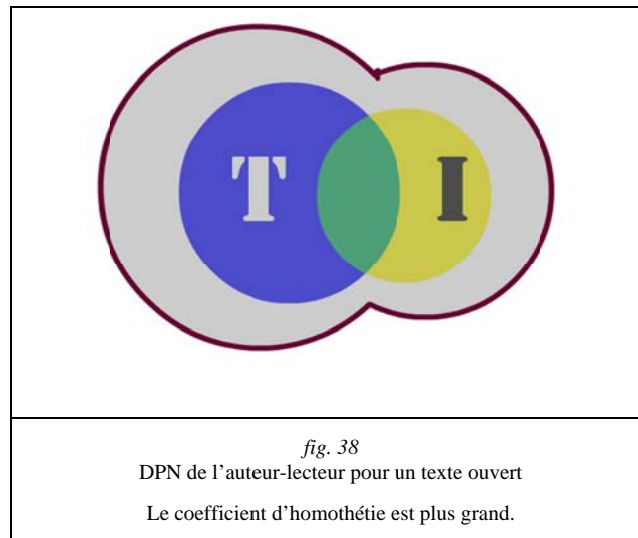 T I
fig. 38
DPN de l’auteur-lecteur pour un texte ouvert
Le coefficient d’homothétie est plus grand.